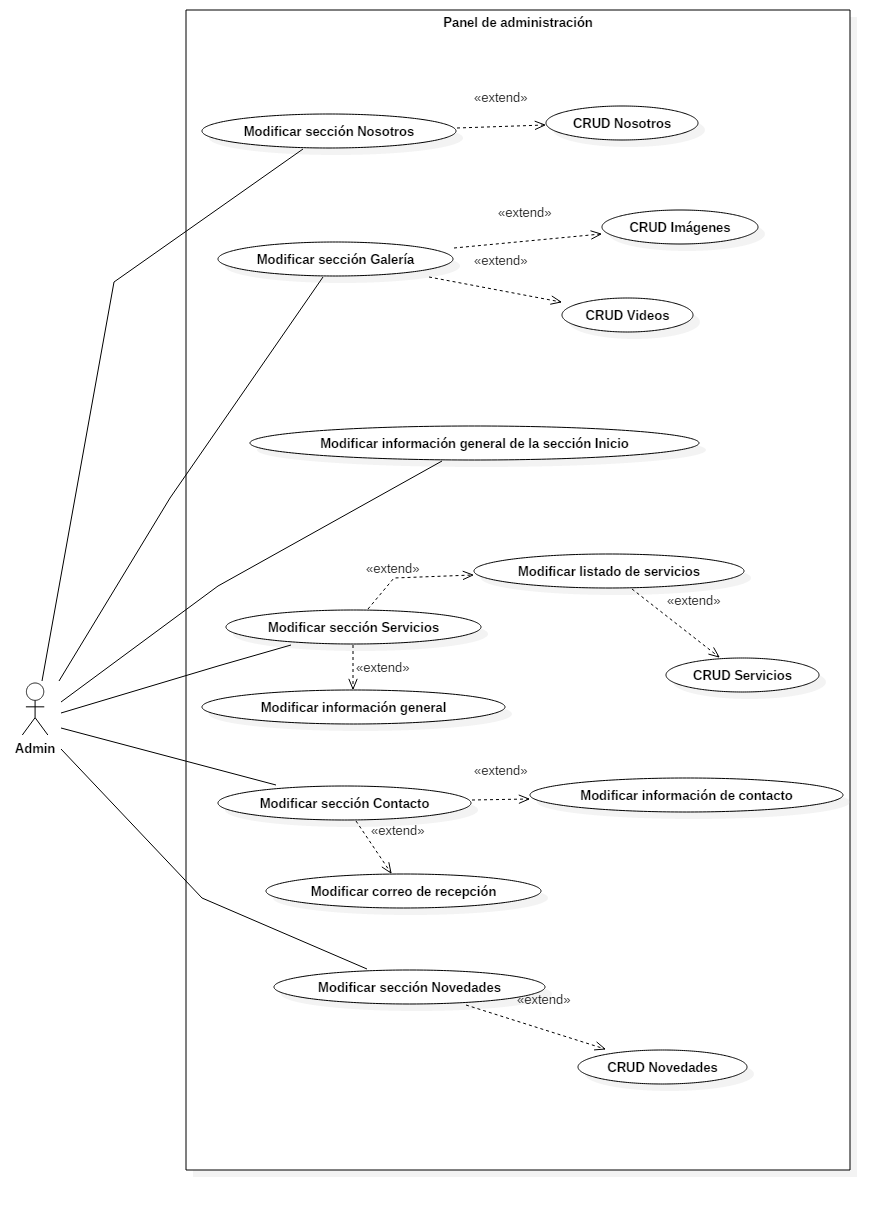 Panel de administración
«extend»
Modificar sección Nosotros
CRUD Nosotros
«extend»
CRUD Imágenes
Modificar sección Galería
«extend»
CRUD Videos
Modificar información general de la sección Inicio
«extend»
Modificar listado de servicios
«extend»
Modificar sección Servicios
«extend»
CRUD Servicios
Modificar información general
Admin
«extend»
Modificar información de contacto
Modificar sección Contacto
«extend»
Modificar correo de recepción
Modificar sección Novedades
«extend»
CRUD Novedades